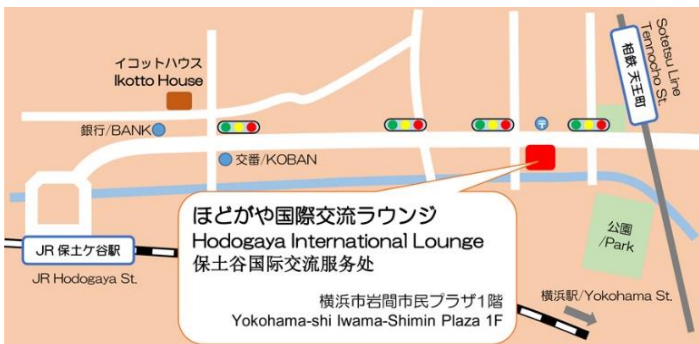 イコットハウス
Ikotto House
銀行/BANK
交番/KOBAN
〒
Sotetsu Line
Tennocho St.
相鉄 天王町
ほどがや国際交流ラウンジ
Hodogaya International Lounge
保土谷国际交流服务处
横浜市岩間市民プラザ1階
Yokohama-shi Iwama-Shimin Plaza 1F
公園
/Park
JR 保土ケ谷駅
JR Hodogaya St.
横浜駅/Yokohama St.